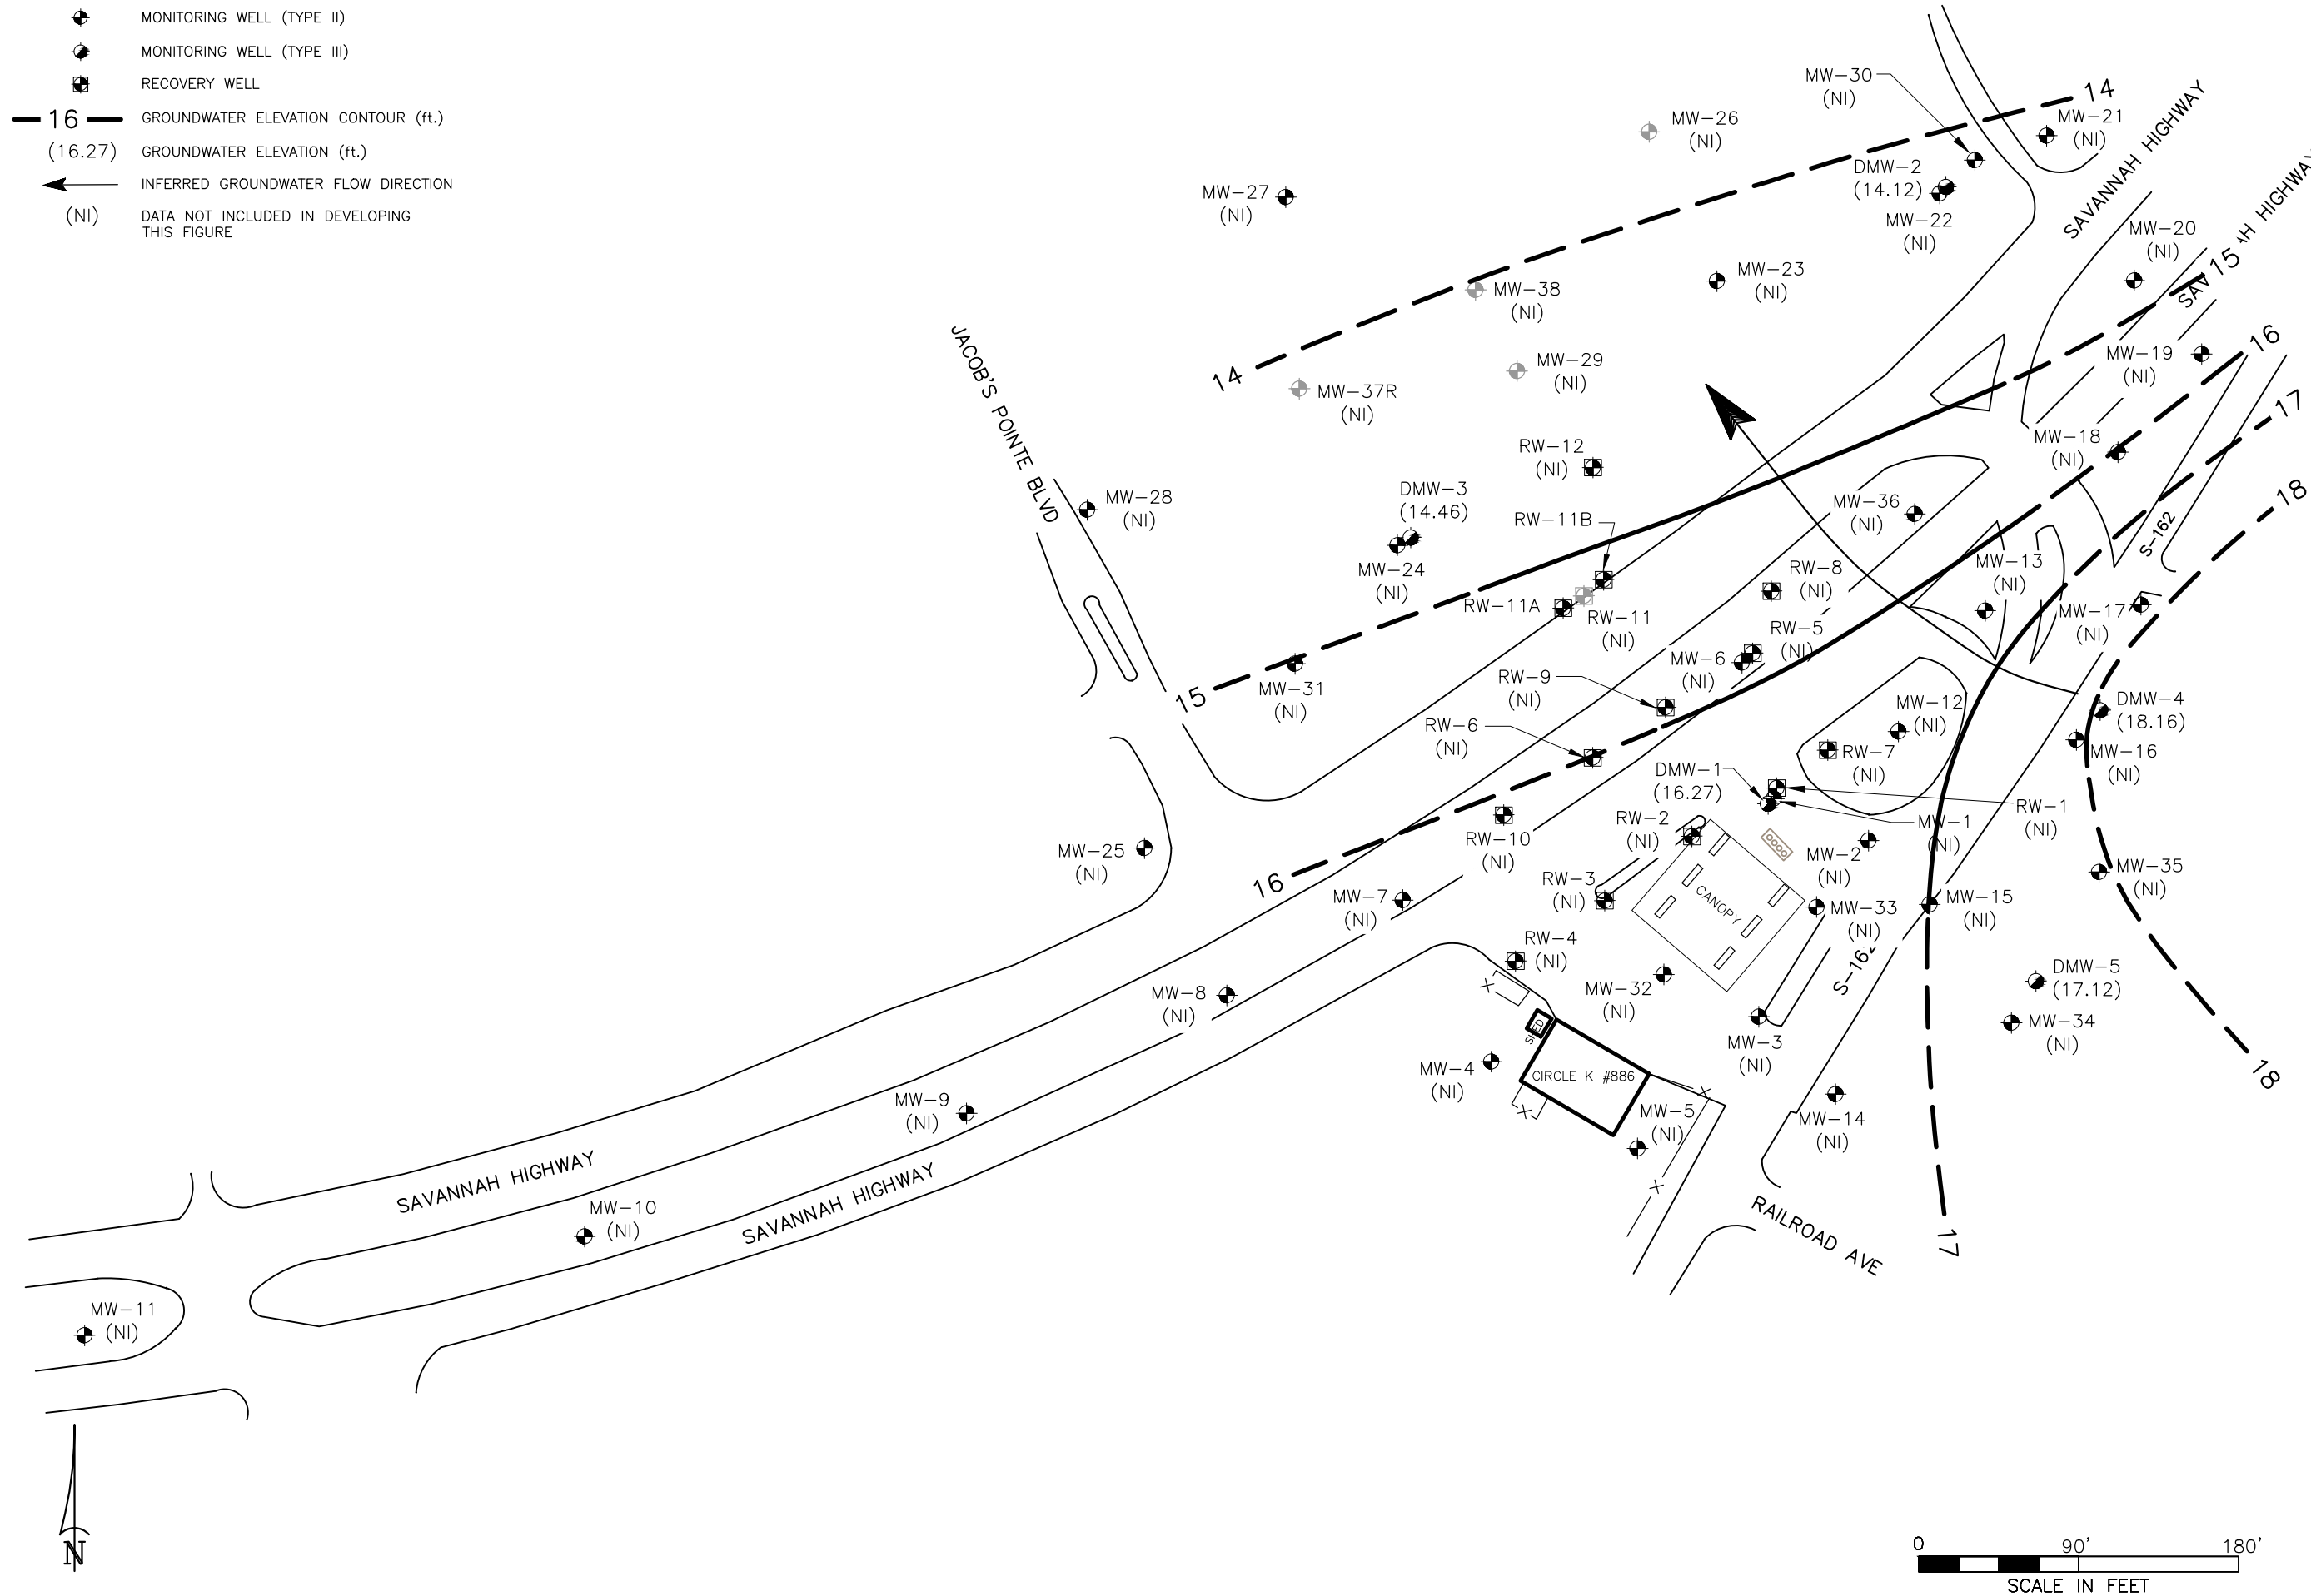 MONITORING WELL (TYPE II)
MONITORING WELL (TYPE III)
RECOVERY WELL
16 GROUNDWATER ELEVATION CONTOUR (ft.)
(16.27) GROUNDWATER ELEVATION (ft.)
INFERRED GROUNDWATER FLOW DIRECTION
(NI) DATA NOT INCLUDED IN DEVELOPING
THIS FIGURE
MW-30
(NI)
14
MW-21
(NI)
MW-26
(NI)
SAVANNAH HIGHWAY
DMW-2
(14.12)
MW-22
(NI)
MW-27
(NI)
MW-20
(NI)
15
SAV
AH HIGHWAY
MW-23
(NI)
MW-38
(NI)
14
MW-29
(NI)
MW-37R
(NI)
MW-19
(NI)
16
17
JACOB'S POINTE BLVD
MW-18
(NI)
RW-12
(NI)
DMW-3
(14.46)
MW-28
(NI)
MW-36
(NI)
18
RW-11B
S-162
MW-24
(NI)
MW-13
(NI)
RW-8
(NI)
RW-11A
RW-11
(NI)
MW-17
(NI)
RW-5
(NI)
MW-6
(NI)
15
MW-31
(NI)
RW-9
(NI)
RW-6
(NI)
MW-12
(NI)
DMW-4
(18.16)
MW-16
(NI)
RW-7
(NI)
DMW-1
(16.27)
RW-1
(NI)
MW-1
(NI)
RW-2
(NI)
RW-10
(NI)
MW-2
(NI)
MW-25
(NI)
16
MW-35
(NI)
RW-3
(NI)
CANOPY
MW-7
(NI)
MW-33
(NI)
MW-15
(NI)
RW-4
(NI)
S-162
MW-32
(NI)
DMW-5
(17.12)
MW-8
(NI)
MW-34
(NI)
SHED
MW-3
(NI)
MW-4
(NI)
CIRCLE K #886
18
MW-9
(NI)
MW-5
(NI)
MW-14
(NI)
SAVANNAH HIGHWAY
SAVANNAH HIGHWAY
MW-10
(NI)
RAILROAD AVE
17
MW-11
(NI)
N
0 90' 180'
SCALE IN FEET